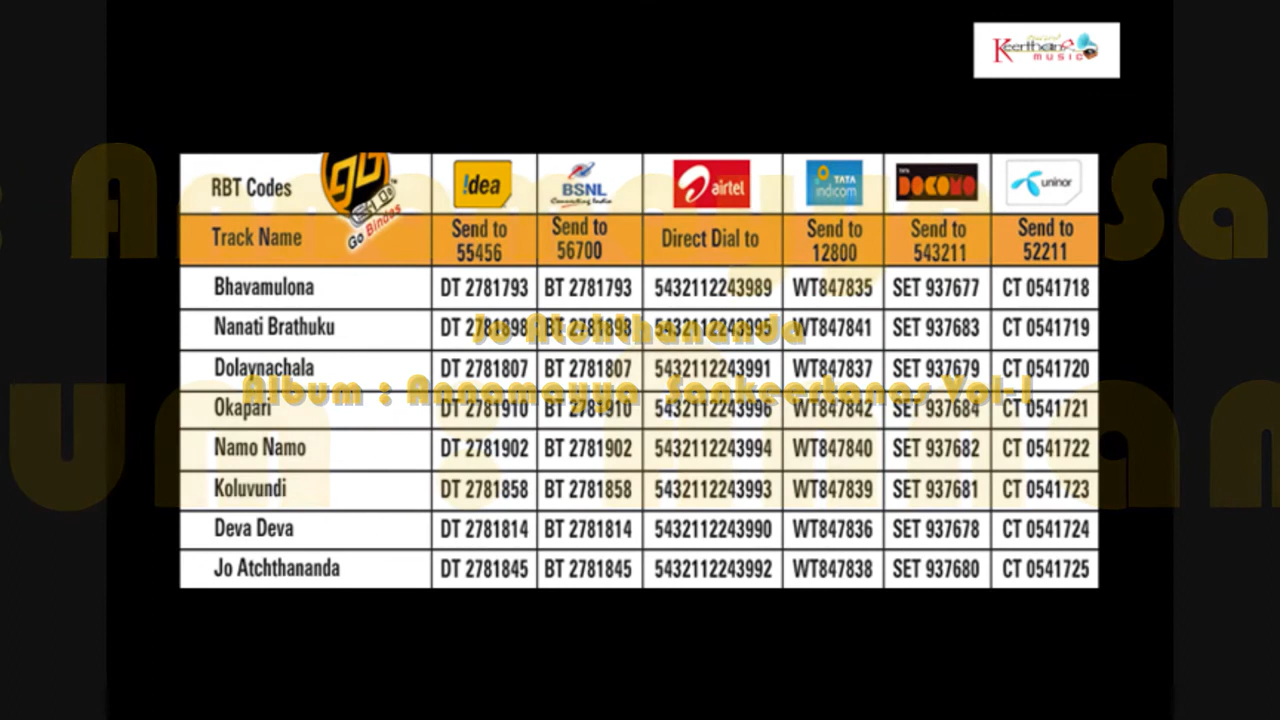 Keerthana
MUSIC
RBT Codes
Go Bindas
!dea
BSNL
Connecting India
airtel
TATA
indicom
TATA
DOCOMO
uninor
Track Name
Send to 55456
Send to 56700
Direct Dial to
Send to 12800
Send to 543211
Send to 52211
Bhavamulona DT 2781793 BT 2781793 5432112243989 WT847835 SET 937677 CT 0541718
Nanati Brathuku DT 2781898 BT 2781898 5432112243995 WT847841 SET 937683 CT 0541719
Jo Atchthananda
Dolaynachala DT 2781807 BT 2781807 5432112243991 WT847837 SET 937679 CT 0541720
Album : Annamayya Sankeertanas Vol-1
Okapari DT 2781910 BT 2781910 5432112243996 WT847842 SET 937684 CT 0541721
Namo Namo DT 2781902 BT 2781902 5432112243994 WT847840 SET 937682 CT 0541722
Koluvundi DT 2781858 BT 2781858 5432112243993 WT847839 SET 937681 CT 0541723
Deva Deva DT 2781814 BT 2781814 5432112243990 WT847836 SET 937678 CT 0541724
Jo Atchthananda DT 2781845 BT 2781845 5432112243992 WT847838 SET 937680 CT 0541725